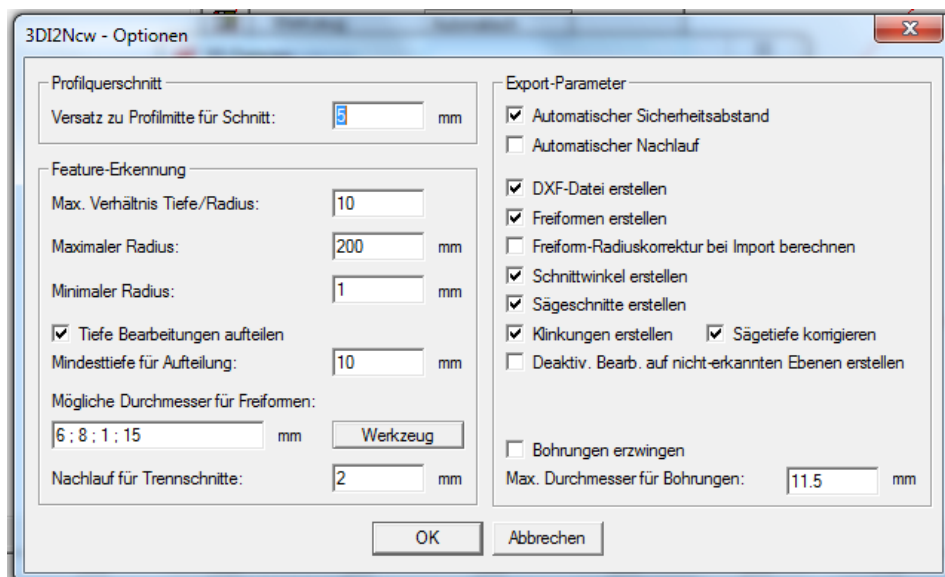 3DI2Ncw - Optionen
Profilquerschnitt
Versatz zu Profilmitte für Schnitt: 5 mm
Feature-Erkennung
Max. Verhältnis Tiefe/Radius: 10
Maximaler Radius: 200 mm
Minimaler Radius: 1 mm
Tiefe Bearbeitungen aufteilen
Mindesttiefe für Aufteilung: 10 mm
Mögliche Durchmesser für Freiformen:
6 ; 8 ; 1 ; 15 mm Werkzeug
Nachlauf für Trennschnitte: 2 mm
Export-Parameter
Automatischer Sicherheitsabstand
Automatischer Nachlauf
DXF-Datei erstellen
Freiformen erstellen
Freiform-Radiuskorrektur bei Import berechnen
Schnittwinkel erstellen
Sägeschnitte erstellen
Klinkungen erstellen Sägetiefe korrigieren
Deaktiv. Bearb. auf nicht-erkannten Ebenen erstellen
Bohrungen erzwingen
Max. Durchmesser für Bohrungen: 11.5 mm
OK Abbrechen